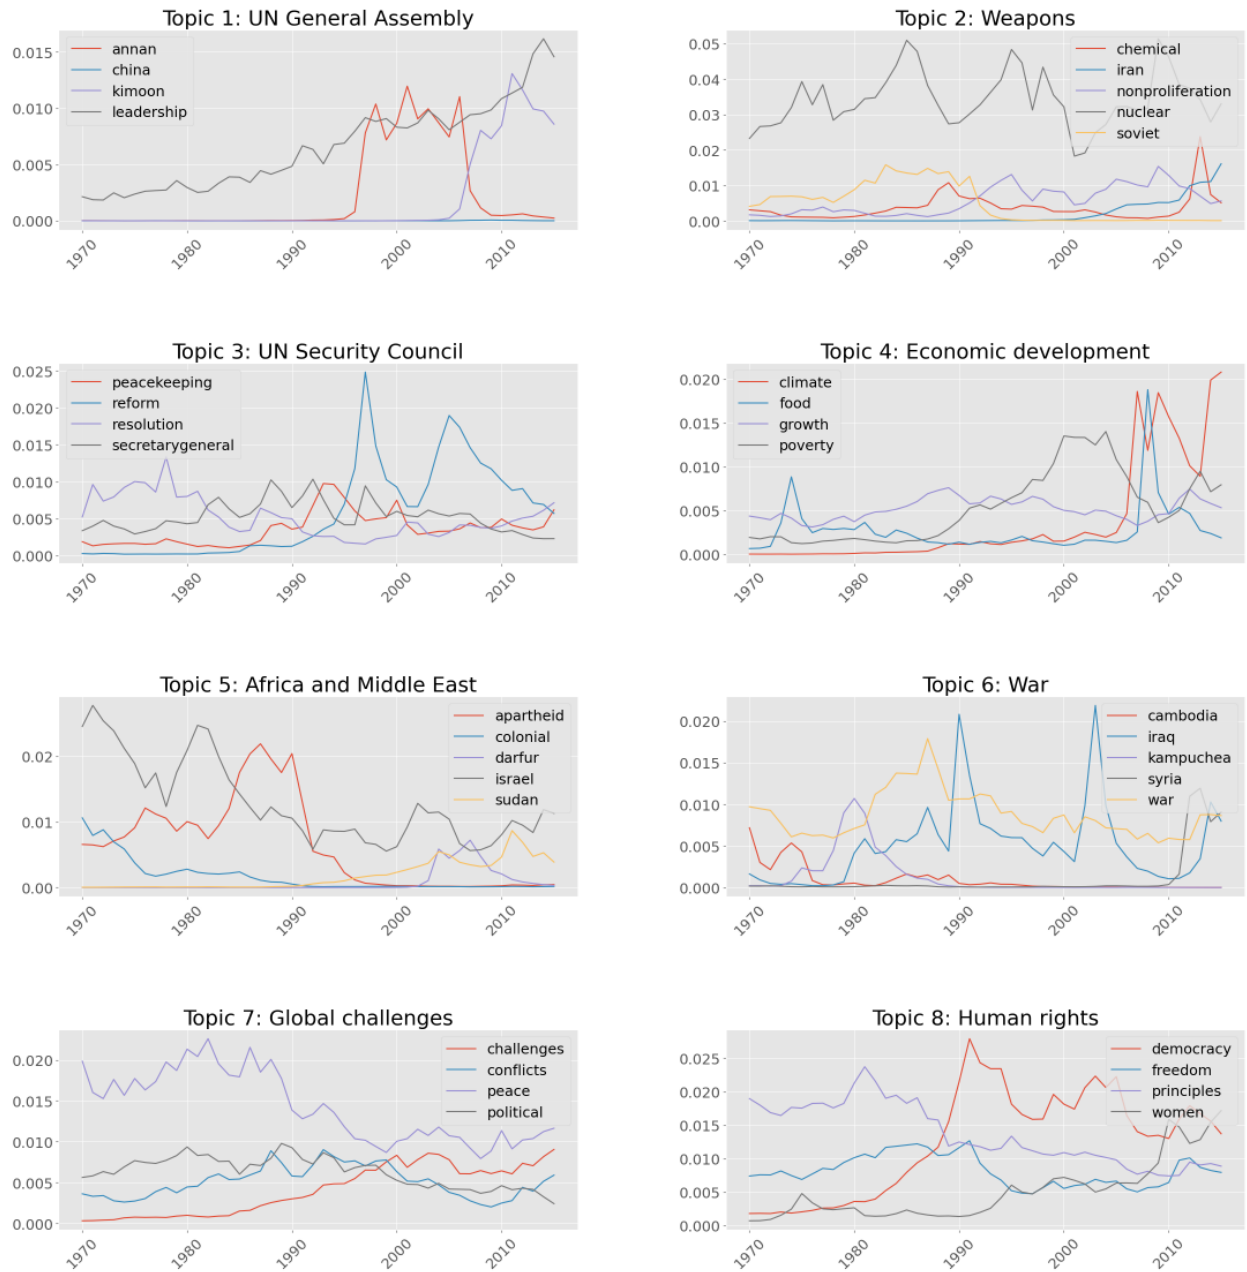 Topic 1: UN General Assembly
annan
china
kimoon
leadership
0.015
0.010
0.005
0.000
1970
1980
1990
2000
2010
Topic 2: Weapons
chemical
iran
nonproliferation
nuclear
soviet
0.05
0.04
0.03
0.02
0.01
0.00
1970
1980
1990
2000
2010
Topic 3: UN Security Council
peacekeeping
reform
resolution
secretarygeneral
0.025
0.020
0.015
0.010
0.005
0.000
1970
1980
1990
2000
2010
Topic 4: Economic development
climate
food
growth
poverty
0.020
0.015
0.010
0.005
0.000
1970
1980
1990
2000
2010
Topic 5: Africa and Middle East
apartheid
colonial
darfur
israel
sudan
0.02
0.01
0.00
1970
1980
1990
2000
2010
Topic 6: War
cambodia
iraq
kampuchea
syria
war
0.020
0.015
0.010
0.005
0.000
1970
1980
1990
2000
2010
Topic 7: Global challenges
challenges
conflicts
peace
political
0.020
0.015
0.010
0.005
0.000
1970
1980
1990
2000
2010
Topic 8: Human rights
democracy
freedom
principles
women
0.025
0.020
0.015
0.010
0.005
0.000
1970
1980
1990
2000
2010